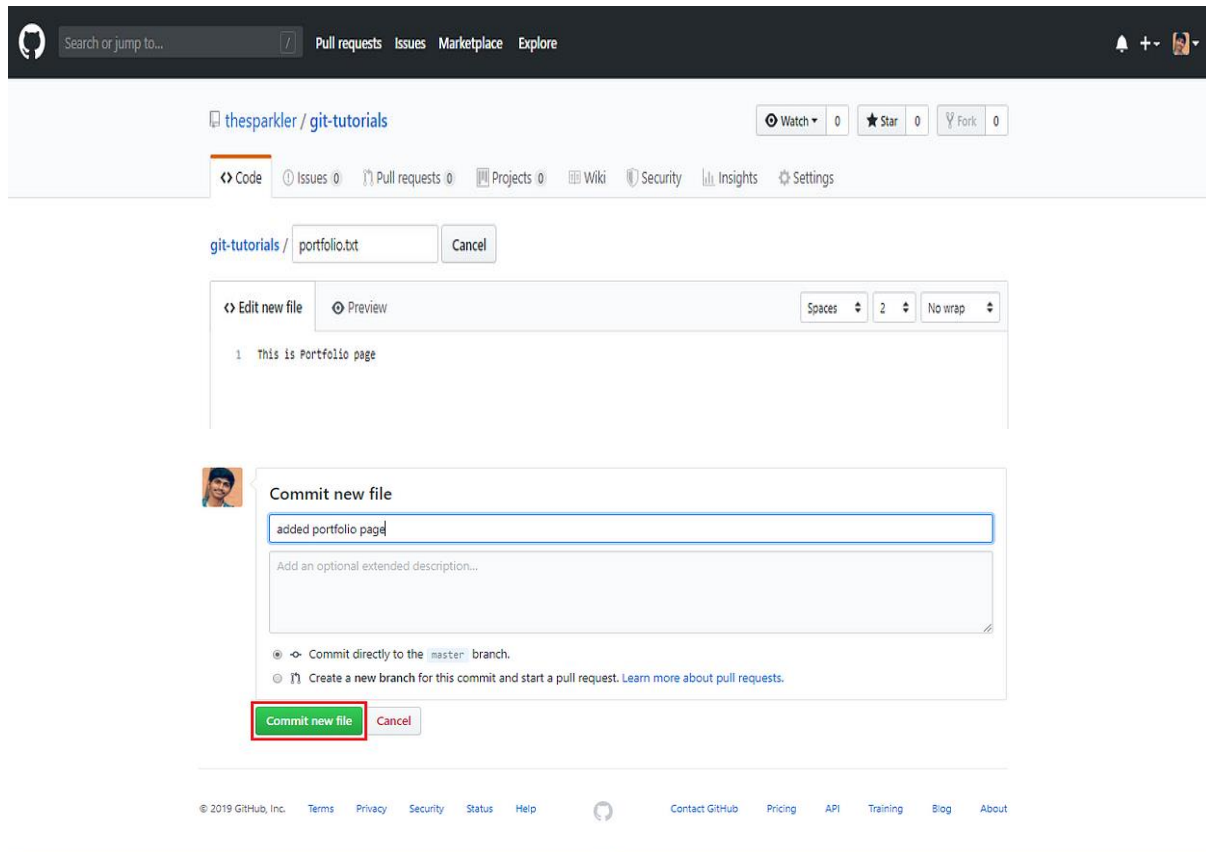 Search or jump to... / Pull requests Issues Marketplace Explore
thesparkler / git-tutorials Watch 0 Star 0 Fork 0
Code Issues 0 Pull requests 0 Projects 0 Wiki Security Insights Settings
git-tutorials / portfolio.txt Cancel
Edit new file Preview Spaces 2 No wrap
1 This is Portfolio page
Commit new file
added portfolio page
Add an optional extended description...
Commit directly to the master branch.
Create a new branch for this commit and start a pull request. Learn more about pull requests.
Commit new file Cancel
© 2019 GitHub, Inc. Terms Privacy Security Status Help Contact GitHub Pricing API Training Blog About